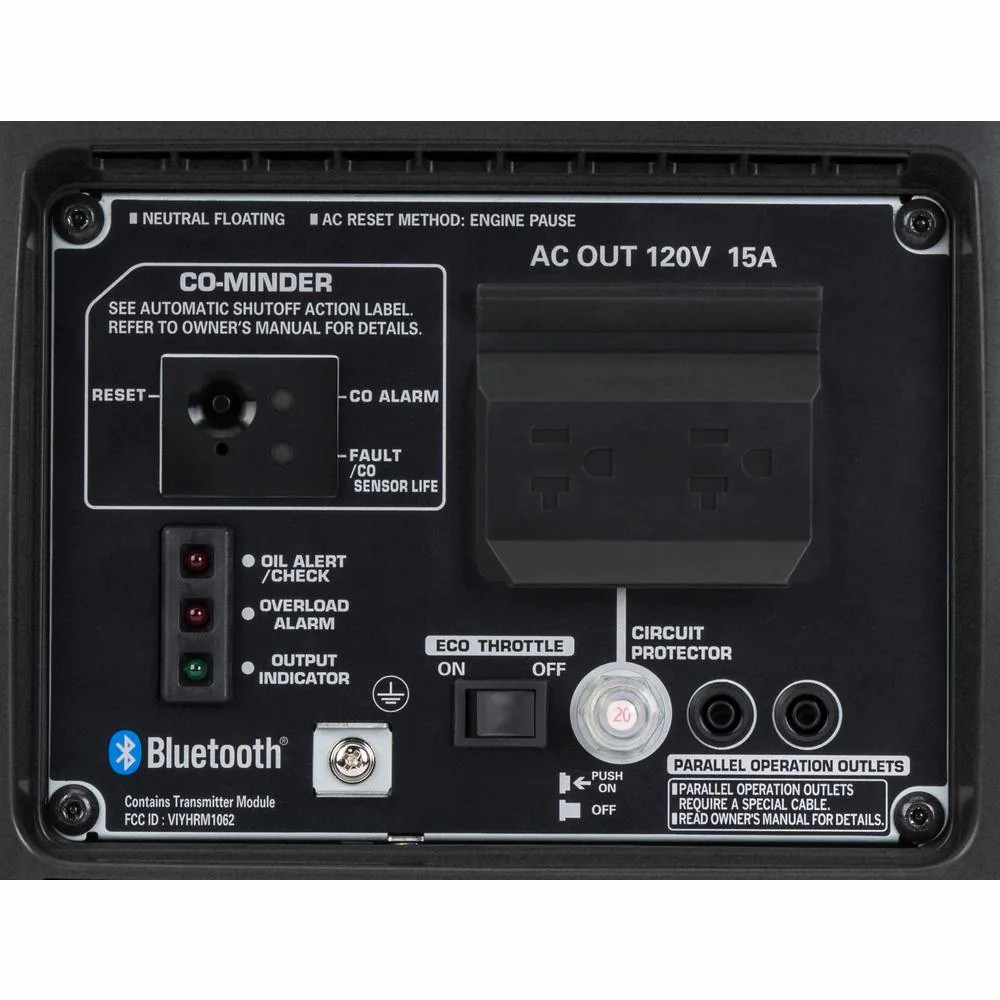 NEUTRAL FLOATING
AC RESET METHOD: ENGINE PAUSE
AC OUT 120V 15A
CO-MINDER
SEE AUTOMATIC SHUTOFF ACTION LABEL.
REFER TO OWNER'S MANUAL FOR DETAILS.
RESET
CO ALARM
FAULT
/CO
SENSOR LIFE
OIL ALERT
/CHECK
OVERLOAD
ALARM
OUTPUT
INDICATOR
ECO THROTTLE
ON OFF
CIRCUIT
PROTECTOR
20
PUSH
ON
OFF
PARALLEL OPERATION OUTLETS
PARALLEL OPERATION OUTLETS
REQUIRE A SPECIAL CABLE.
READ OWNER'S MANUAL FOR DETAILS.
Bluetooth®
Contains Transmitter Module
FCC ID : VIYHRM1062